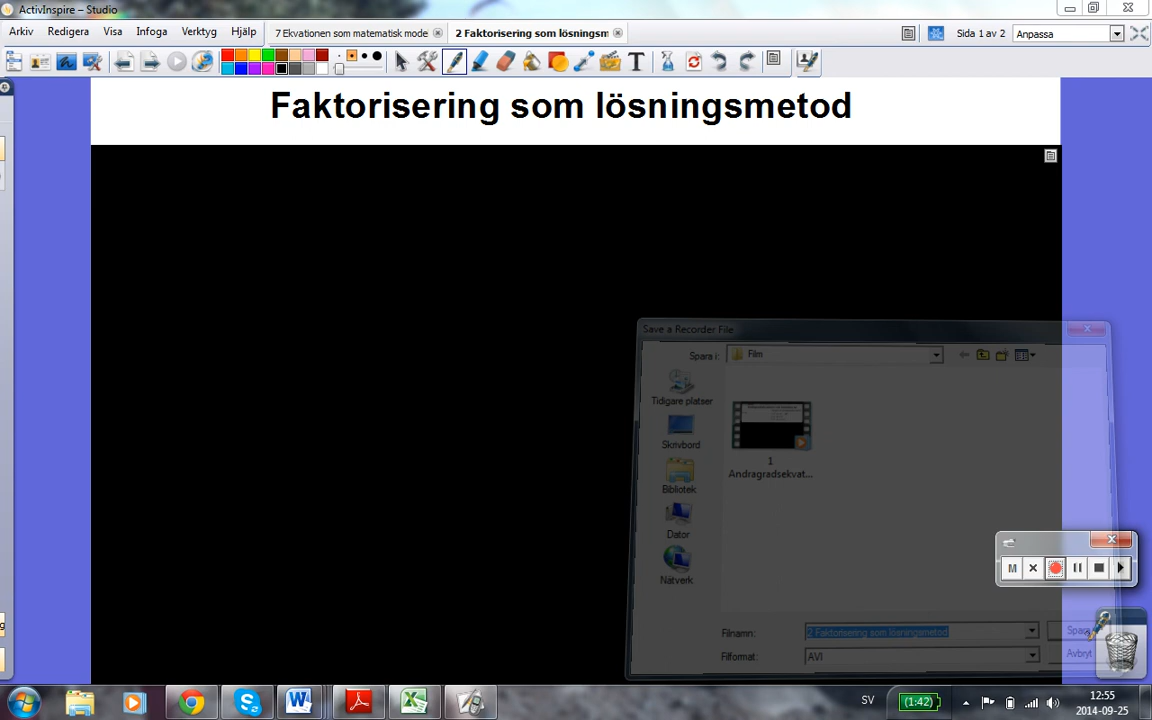 ActivInspire – Studio
Arkiv Redigera Visa Infoga Verktyg Hjälp
7 Ekvationen som matematisk mode
2 Faktorisering som lösningsm
Sida 1 av 2
Anpassa
Faktorisering som lösningsmetod
Save a Recorder File
Spara i:
Film
Tidigare platser
Skrivbord
Bibliotek
Dator
Nätverk
1
Andragradsekvat...
M
Filnamn:
2 Faktorisering som lösningsmetod
Spara
Filformat:
AVI
Avbryt
SV
(1:42)
12:55
2014-09-25